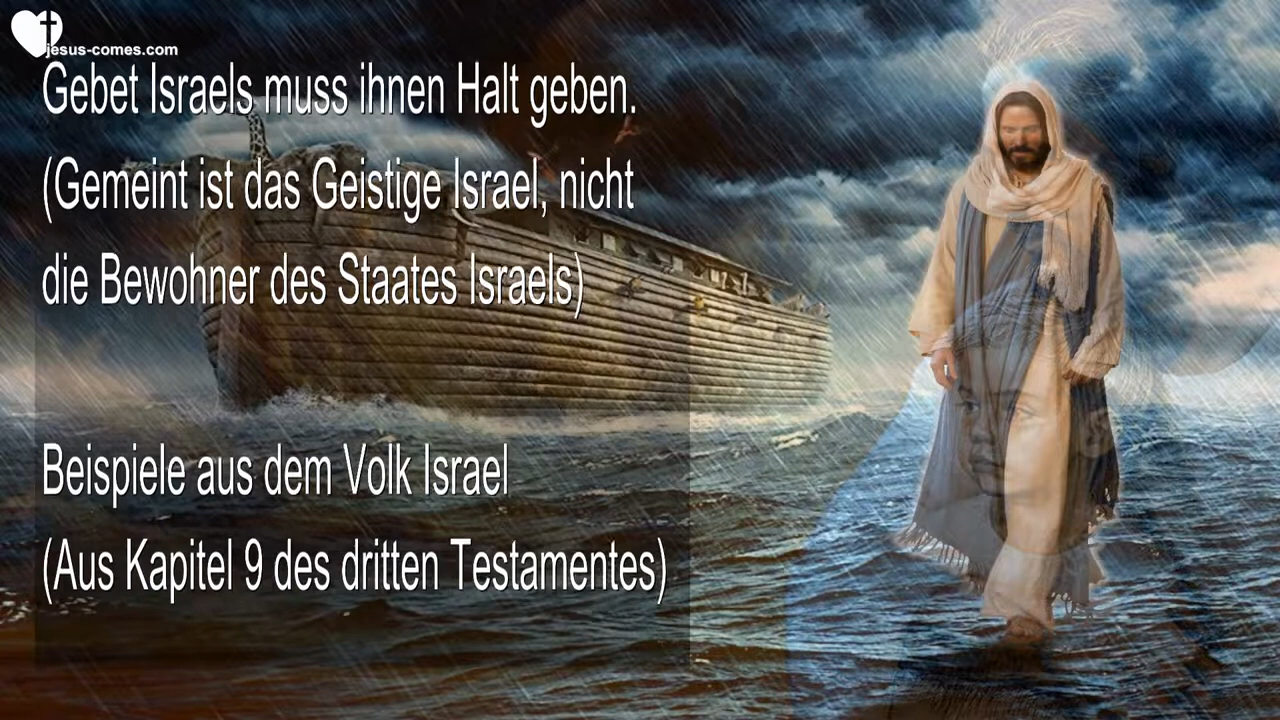 jesus-comes.com
Gebet Israels muss ihnen Halt geben.
(Gemeint ist das Geistige Israel, nicht
die Bewohner des Staates Israels)
Beispiele aus dem Volk Israel
(Aus Kapitel 9 des dritten Testamentes)